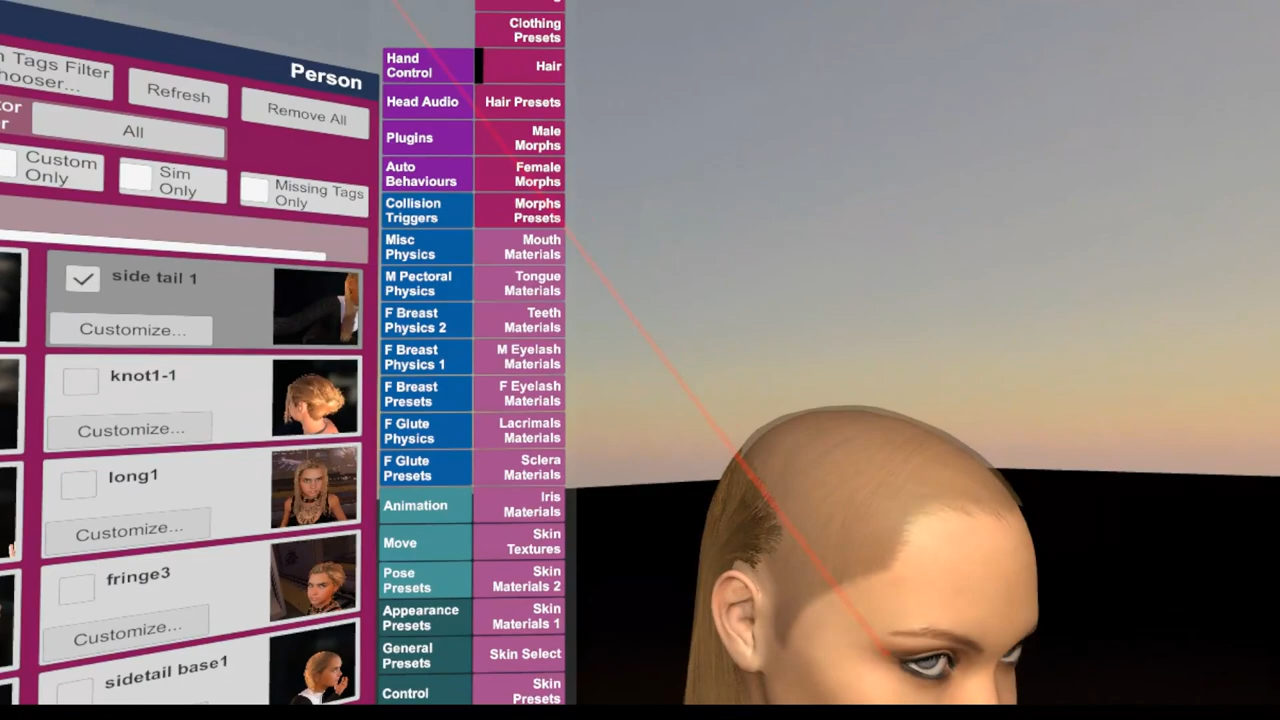 Person
Tags Filter
Refresh
Remove All
All
Custom
Only
Sim
Only
Missing Tags
Only
side tail 1
Customize...
knot1-1
Customize...
long1
Customize...
fringe3
Customize...
sidetail base1
Hand
Control
Head Audio
Plugins
Auto
Behaviours
Collision
Triggers
Misc
Physics
M Pectoral
Physics
F Breast
Physics 2
F Breast
Physics 1
F Breast
Presets
F Glute
Physics
F Glute
Presets
Animation
Move
Pose
Presets
Appearance
Presets
General
Presets
Control
Clothing
Presets
Hair
Hair Presets
Male
Morphs
Female
Morphs
Morphs
Presets
Mouth
Materials
Tongue
Materials
Teeth
Materials
M Eyelash
Materials
F Eyelash
Materials
Lacrimals
Materials
Sclera
Materials
Iris
Materials
Skin
Textures
Skin
Materials 2
Skin
Materials 1
Skin Select
Skin
Presets